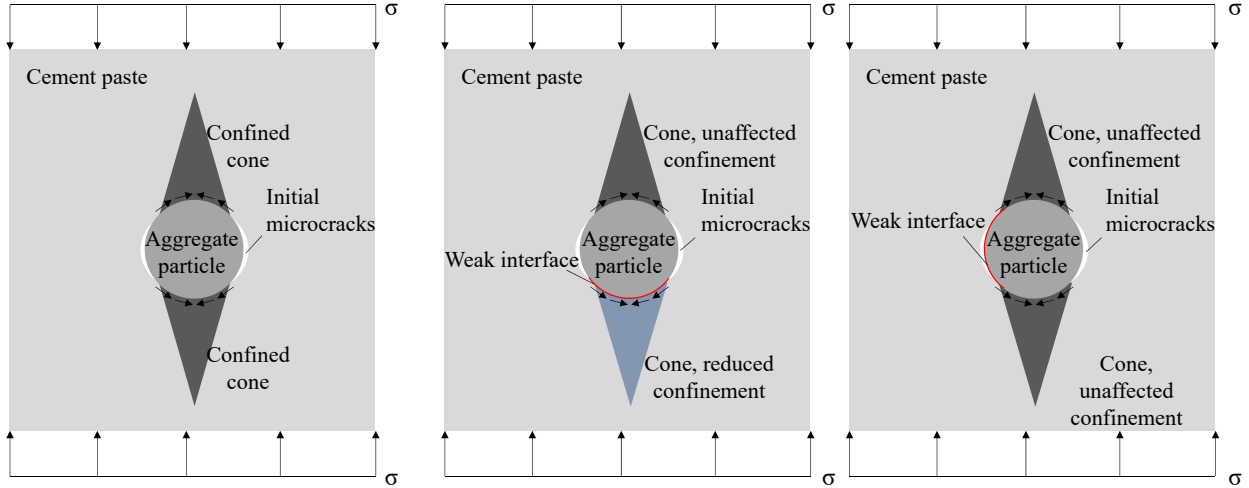 σ
Cement paste
Confined
cone
Initial
microcracks
Aggregate
particle
Confined
cone
σ
σ
Cement paste
Cone, unaffected
confinement
Initial
microcracks
Aggregate
particle
Weak interface
Cone, reduced
confinement
σ
σ
Cement paste
Cone, unaffected
confinement
Initial
microcracks
Weak interface
Aggregate
particle
Cone,
unaffected
confinement
σ